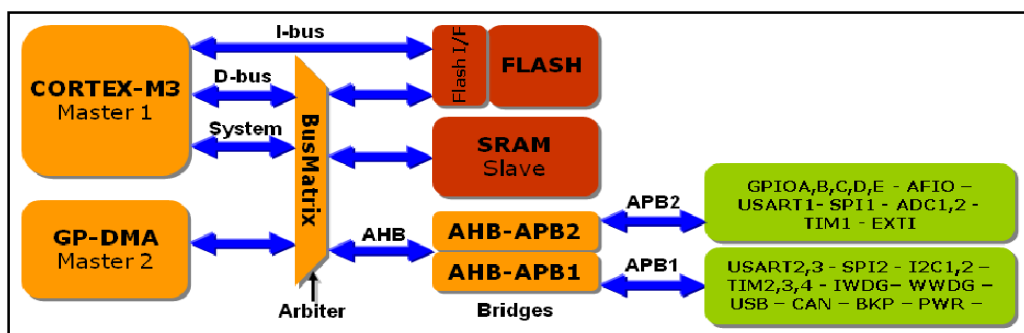 I-bus
CORTEX-M3
Master 1
D-bus
System
BusMatrix
Flash I/F
FLASH
SRAM
Slave
GP-DMA
Master 2
AHB
Arbiter
AHB-APB2
AHB-APB1
Bridges
APB2
GPIOA,B,C,D,E - AFIO –
USART1- SPI1 - ADC1,2 -
TIM1 - EXTI
APB1
USART2,3 - SPI2 - I2C1,2 –
TIM2,3,4 - IWDG– WWDG –
USB – CAN – BKP – PWR –